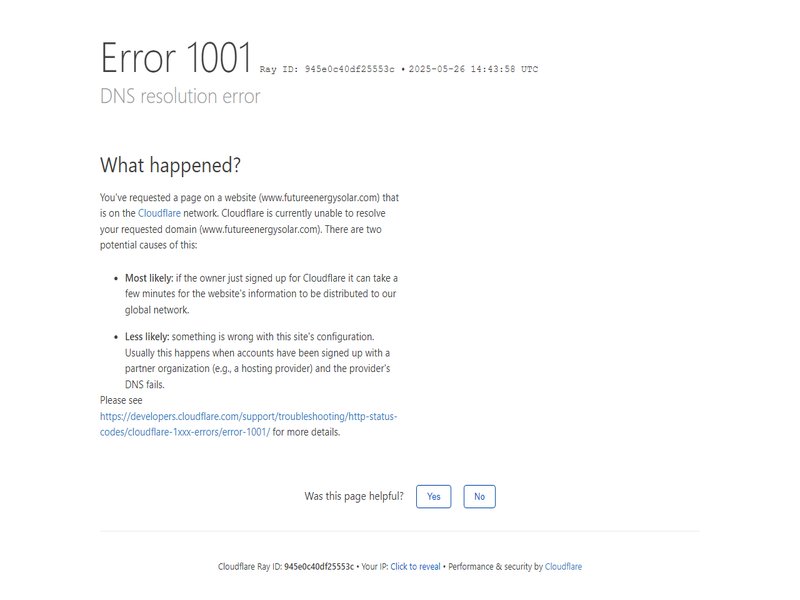 Error 1001 Ray ID: 945e0c40df25553c • 2025-05-26 14:43:58 UTC
DNS resolution error
What happened?
You've requested a page on a website (www.futureenergysolar.com) that
is on the Cloudflare network. Cloudflare is currently unable to resolve
your requested domain (www.futureenergysolar.com). There are two
potential causes of this:
• Most likely: if the owner just signed up for Cloudflare it can take a
few minutes for the website's information to be distributed to our
global network.
• Less likely: something is wrong with this site's configuration.
Usually this happens when accounts have been signed up with a
partner organization (e.g., a hosting provider) and the provider's
DNS fails.
Please see
https://developers.cloudflare.com/support/troubleshooting/http-status-
codes/cloudflare-1xxx-errors/error-1001/ for more details.
Was this page helpful? Yes No
Cloudflare Ray ID: 945e0c40df25553c • Your IP: Click to reveal • Performance & security by Cloudflare